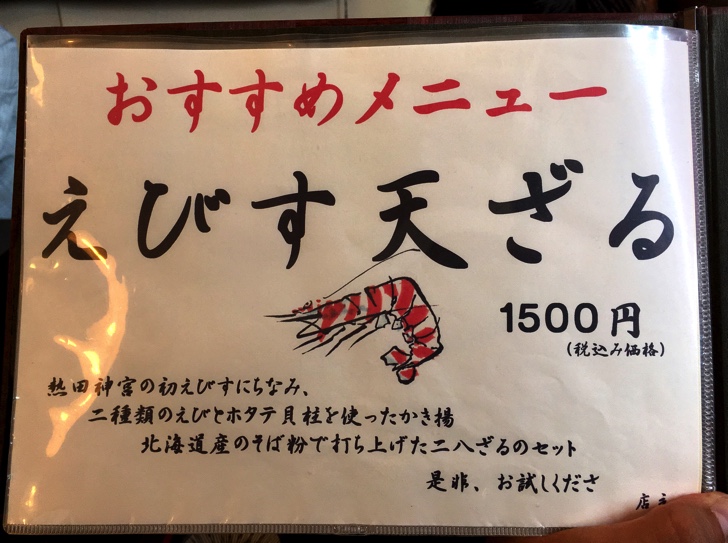 おすすめメニュー
えびす天ざる
1500円
(税込み価格)
熱田神宮の初えびすにちなみ、
二種類のえびとホタテ貝柱を使ったかき揚
北海道産のそば粉で打ち上げた二八ざるのセット
是非、お試しくださ
店主